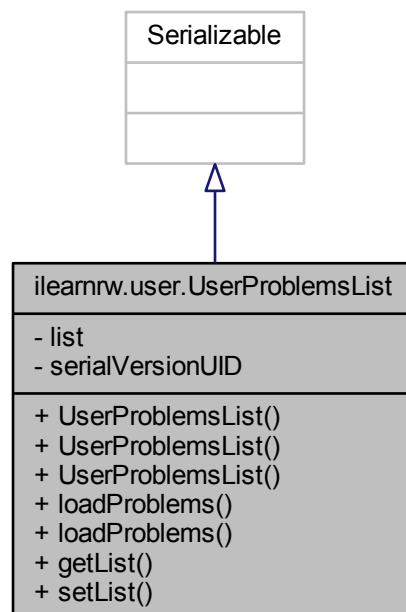 Serializable
ilearnrw.user.UserProblemsList
- list
- serialVersionUID
+ UserProblemsList()
+ UserProblemsList()
+ UserProblemsList()
+ loadProblems()
+ loadProblems()
+ getList()
+ setList()